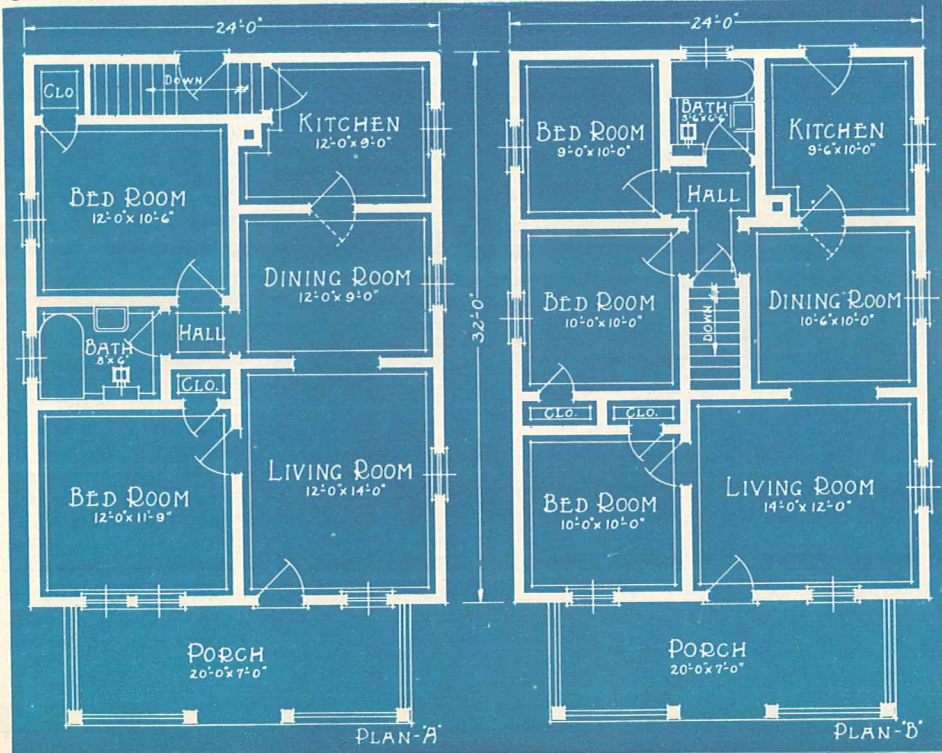 24'-0"
CLO.
DOWN
KITCHEN
12'-0"x 9'-0"
BED ROOM
12'-0"x 10'-6"
DINING ROOM
12'-0"x 9'-0"
HALL
BATH
8'x 6'
CLO.
BED ROOM
12'-0"x 11'-9"
LIVING ROOM
12'-0"x 14'-0"
PORCH
20'-0"x 7'-0"
PLAN-"A"
32'-0"
24'-0"
BED ROOM
9'-0"x 10'-0"
BATH
5'-6"x 6'-6"
KITCHEN
9'-6"x 10'-0"
HALL
BED ROOM
10'-0"x 10'-0"
DOWN
DINING ROOM
10'-6"x 10'-0"
CLO.
CLO.
BED ROOM
10'-0"x 10'-0"
LIVING ROOM
14'-0"x 12'-0"
PORCH
20'-0"x 7'-0"
PLAN-"B"